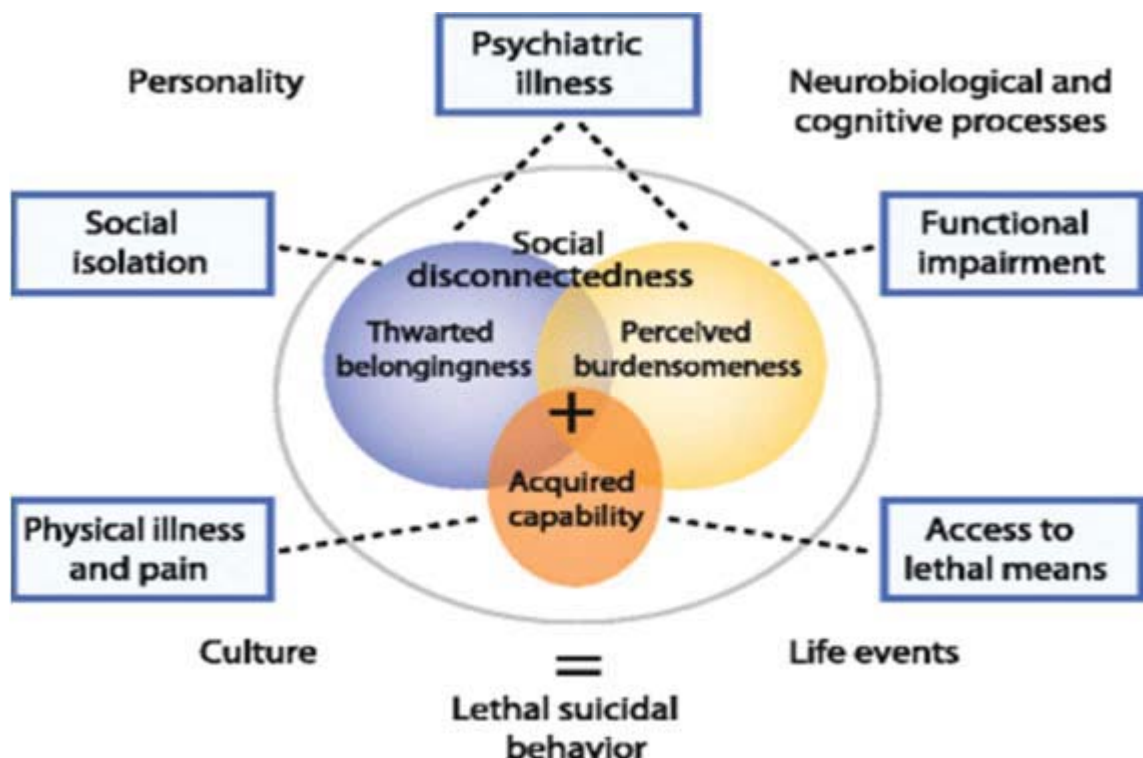 Psychiatric
illness
Personality
Neurobiological and
cognitive processes
Social
isolation
Functional
impairment
Social
disconnectedness
Thwarted
belongingness
Perceived
burdensomeness
+
Acquired
capability
Physical illness
and pain
Access to
lethal means
Culture
=
Life events
Lethal suicidal
behavior